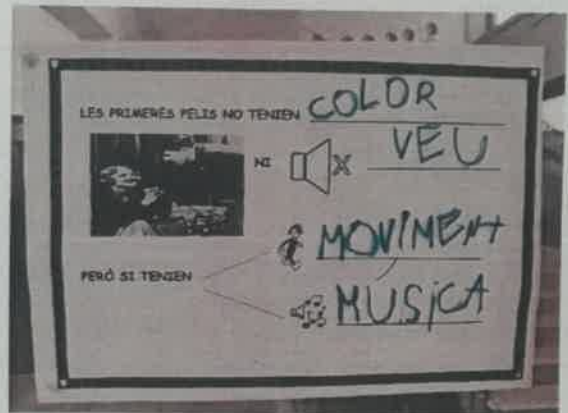 LES PRIMERES PELIS NO TENIEN COLOR
NI VEU
PERÒ SI TENIEN
MOVIMENT
MUSICA